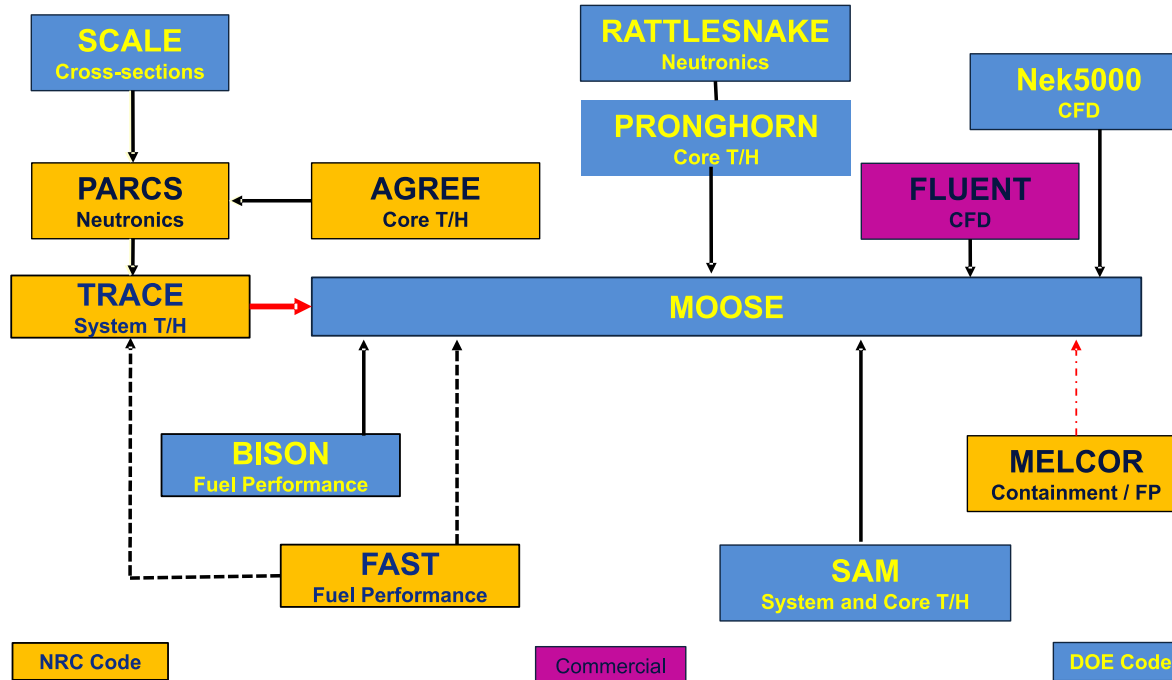 SCALE
Cross-sections
RATTLESNAKE
Neutronics
Nek5000
CFD
PRONGHORN
Core T/H
PARCS
Neutronics
AGREE
Core T/H
FLUENT
CFD
TRACE
System T/H
MOOSE
BISON
Fuel Performance
MELCOR
Containment / FP
FAST
Fuel Performance
SAM
System and Core T/H
NRC Code
Commercial
DOE Code